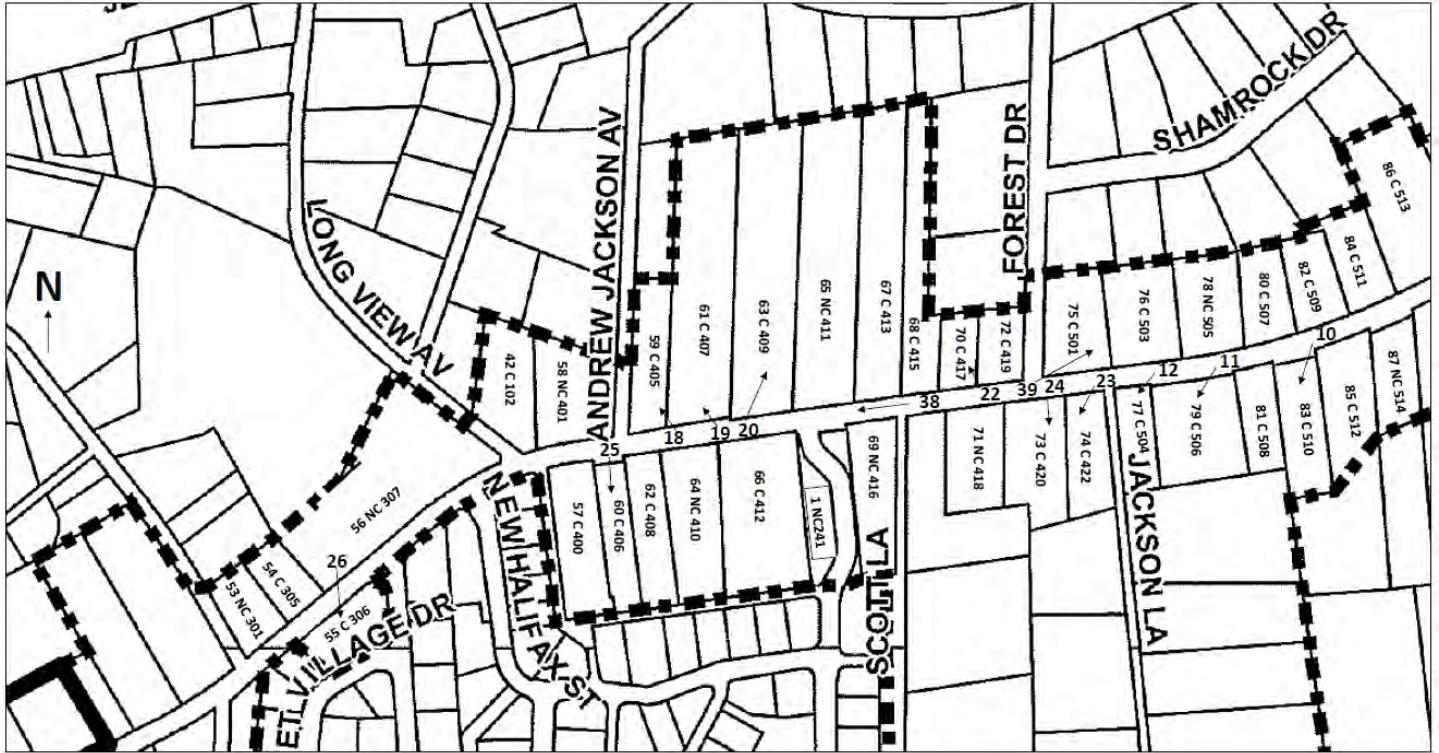 SHAMROCK DR
FOREST DR
ANDREW JACKSON AV
LONG VIEW AV
N
86 C 513
84 C 511
82 C 509
80 C 507
78 NC 505
76 C 503
75 C 501
72 C 419
70 C 417
68 C 415
67 C 413
65 NC 411
63 C 409
61 C 407
59 C 405
58 NC 401
42 C 102
10
11
12
23
24
39
22
38
20
19
18
25
26
87 NC 514
85 C 512
83 C 510
81 C 508
79 C 506
77 C 504
74 C 422
73 C 420
71 NC 418
69 NC 416
1 NC241
66 C 412
64 NC 410
62 C 408
60 C 406
57 C 400
56 NC 307
54 C 305
53 NC 301
55 C 306
NEW HALIFAX ST
SCOTT LA
JACKSON LA
VILLAGE DR